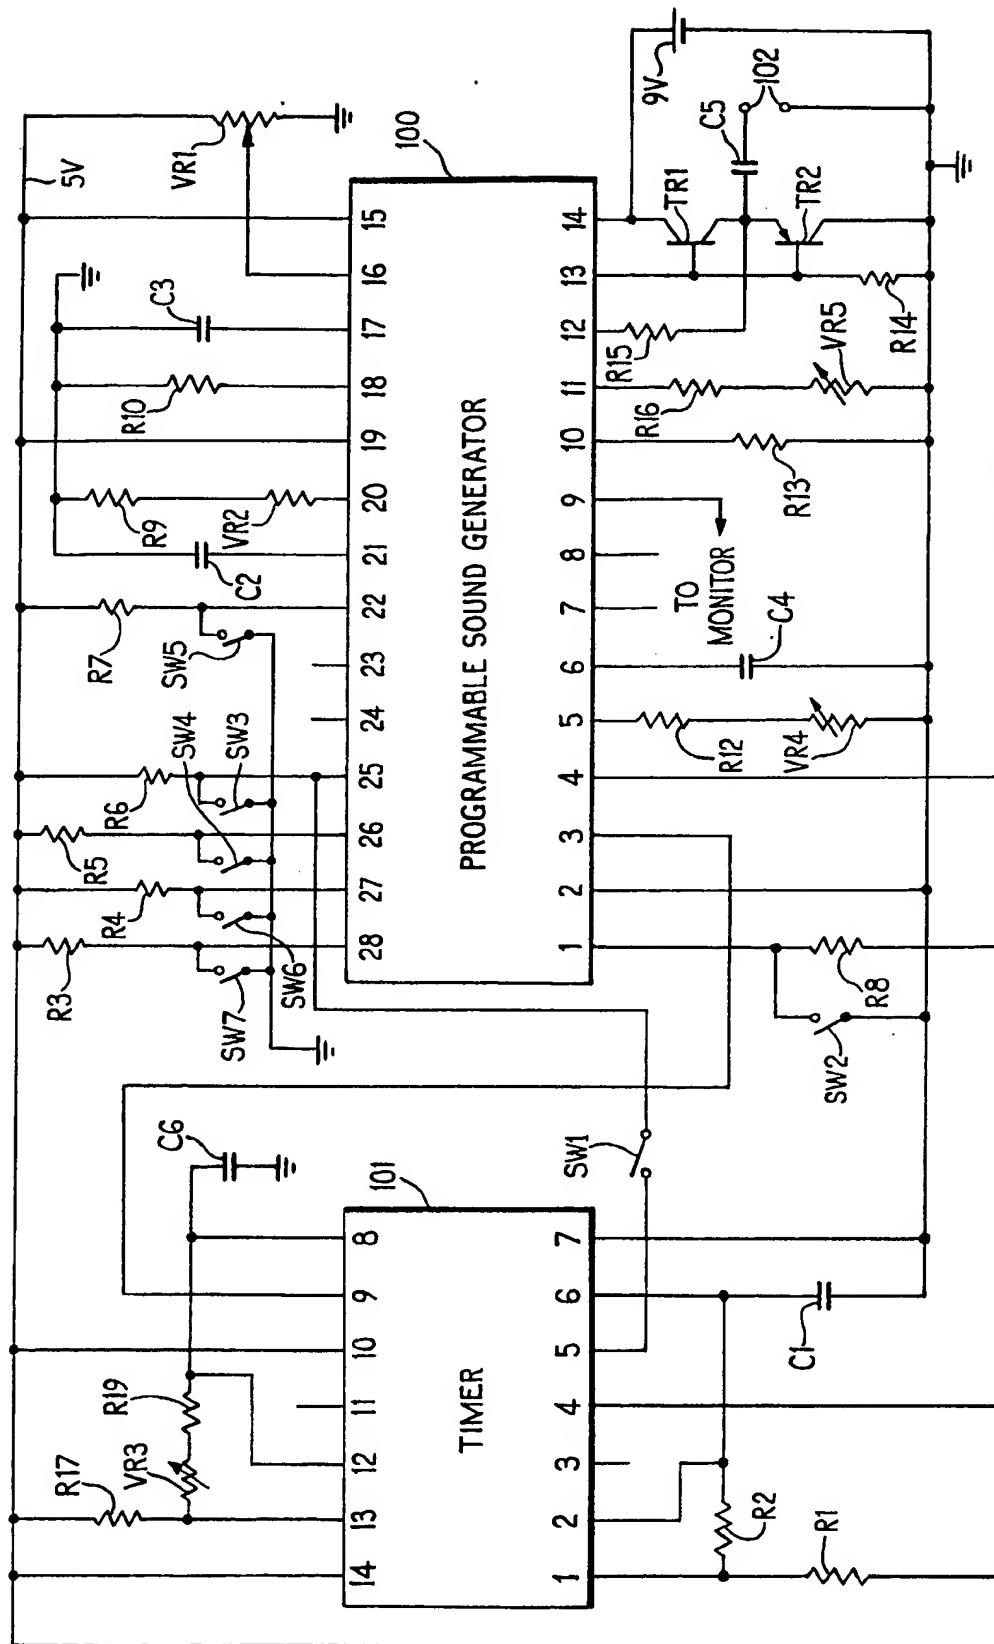 5V
VR1
9V
102
C5
100
TR1
TR2
C3
R10
R9
VR2
C2
R7
SW5
SW4
SW3
R6
R5
R4
R3
SW6
SW7
15
16
17
18
19
20
21
22
23
24
25
26
27
28
PROGRAMMABLE SOUND GENERATOR
14
13
12
11
10
9
8
7
6
5
4
3
2
1
R14
VR5
R15
R16
R13
TO
MONITOR
C4
R12
VR4
R8
SW2
SW1
C6
101
R19
VR3
R17
8
9
10
11
12
13
14
TIMER
7
6
5
4
3
2
1
C1
R2
R1